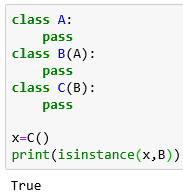 class A:
    pass
class B(A):
    pass
class C(B):
    pass
x=C()
print(isinstance(x,B))
True